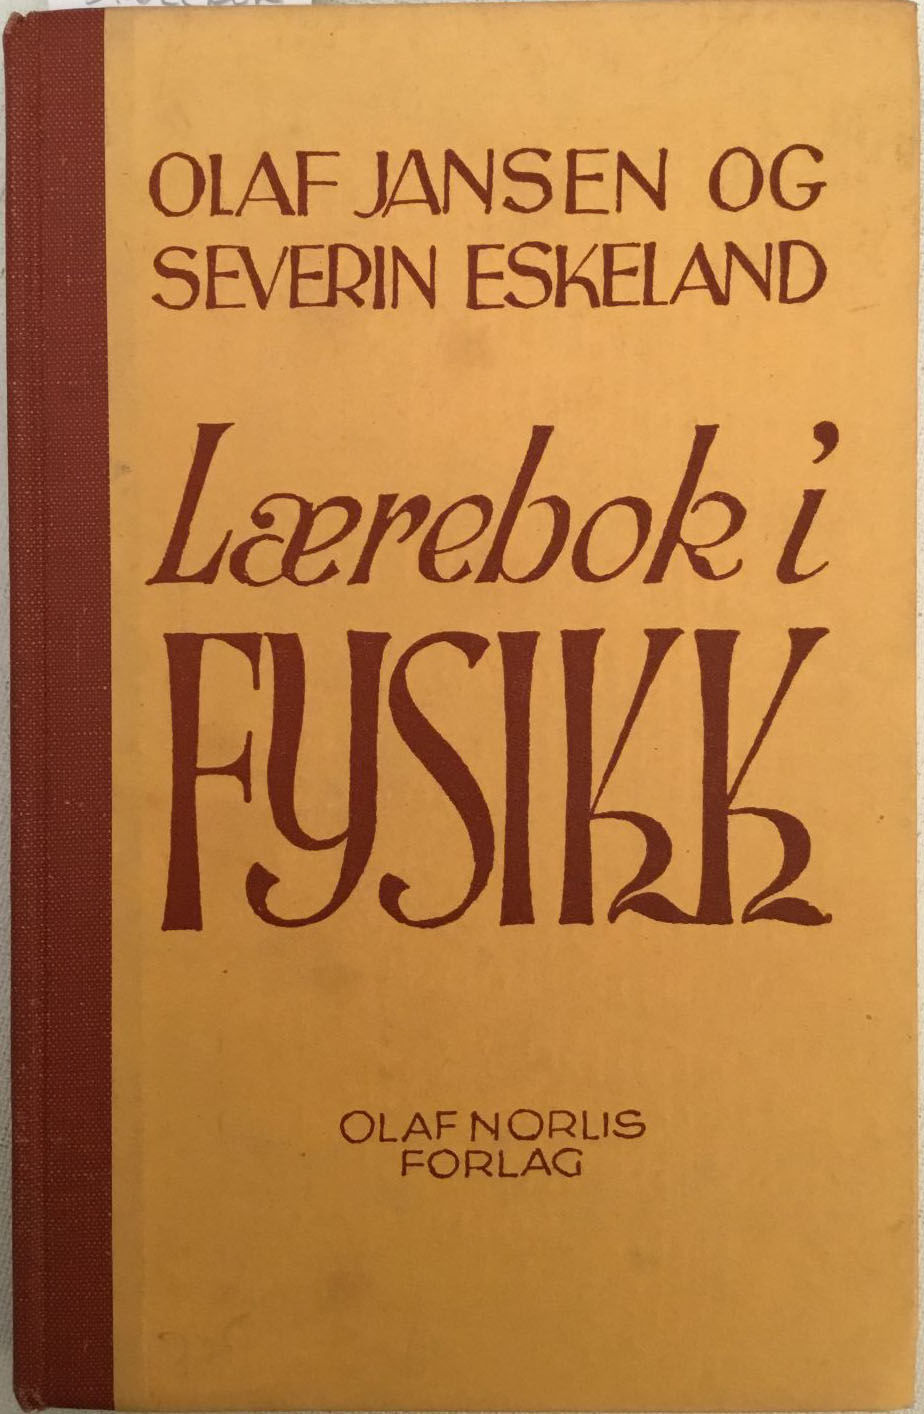 OLAF JANSEN OG
SEVERIN ESKELAND
Lærebok i
FYSIKK
OLAF NORLIS
FORLAG